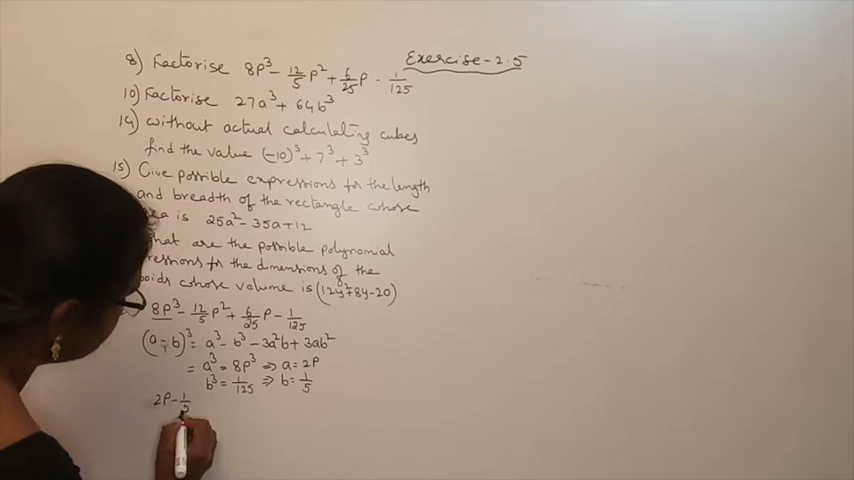 Exercise - 2.5
8) Factorise 8p³ - 12/5 p² + 6/25 p - 1/125
10) Factorise 27a³ + 64b³
14) without actual calculating cubes
find the value (-10)³ + 7³ + 3³
15) Give possible expressions for the length
and breadth of the rectangle whose
is 25a² - 35a + 12
are the possible polynomial
for the dimensions of the
whose volume is (12y² + 8y - 20)
8p³ - 12/5 p² + 6/25 p - 1/125
(a - b)³ = a³ - b³ - 3a²b + 3ab²
= a³ = 8p³ ⇒ a = 2p
b³ = 1/125 ⇒ b = 1/5
2p - 1/5